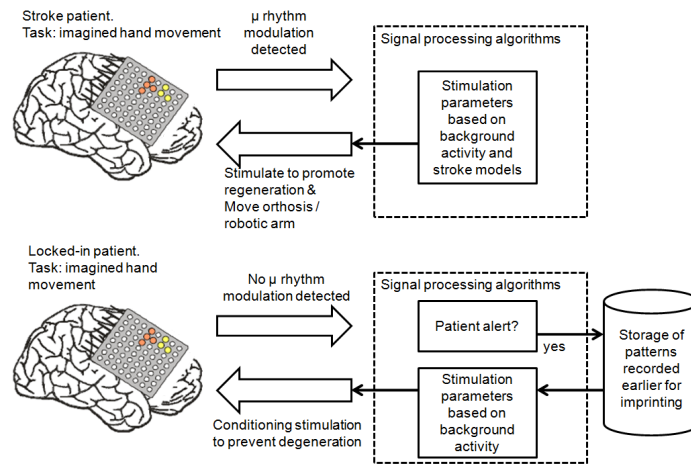 Stroke patient.
Task: imagined hand movement
μ rhythm
modulation
detected
Signal processing algorithms
Stimulation
parameters
based on
background
activity and
stroke models
Stimulate to promote
regeneration &
Move orthosis /
robotic arm
Locked-in patient.
Task: imagined hand
movement
No μ rhythm
modulation detected
Signal processing algorithms
Patient alert?
yes
Storage of
patterns
recorded
earlier for
imprinting
Stimulation
parameters
based on
background
activity
Conditioning stimulation
to prevent degeneration